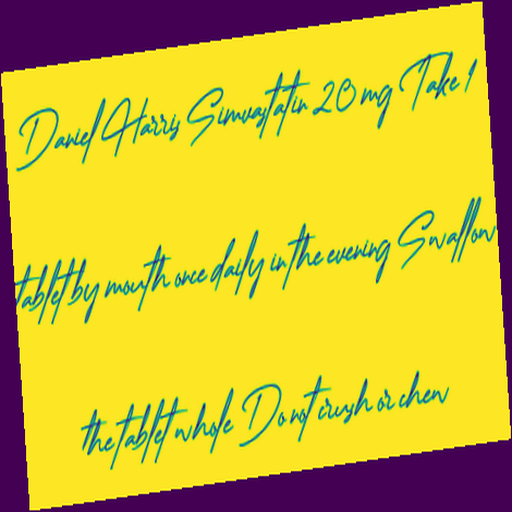 Daniel Harris Simvastatin 20 mg Take 1
tablet by mouth once daily in the evening Swallow
the tablet whole Do not crush or chew